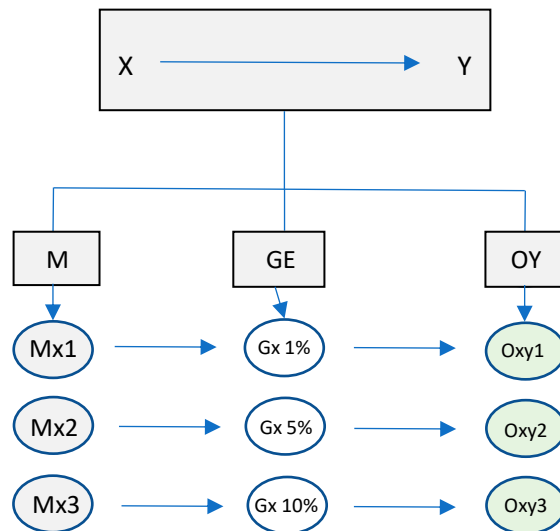 X Y
M GE OY
Mx1 Gx 1% Oxy1
Mx2 Gx 5% Oxy2
Mx3 Gx 10% Oxy3